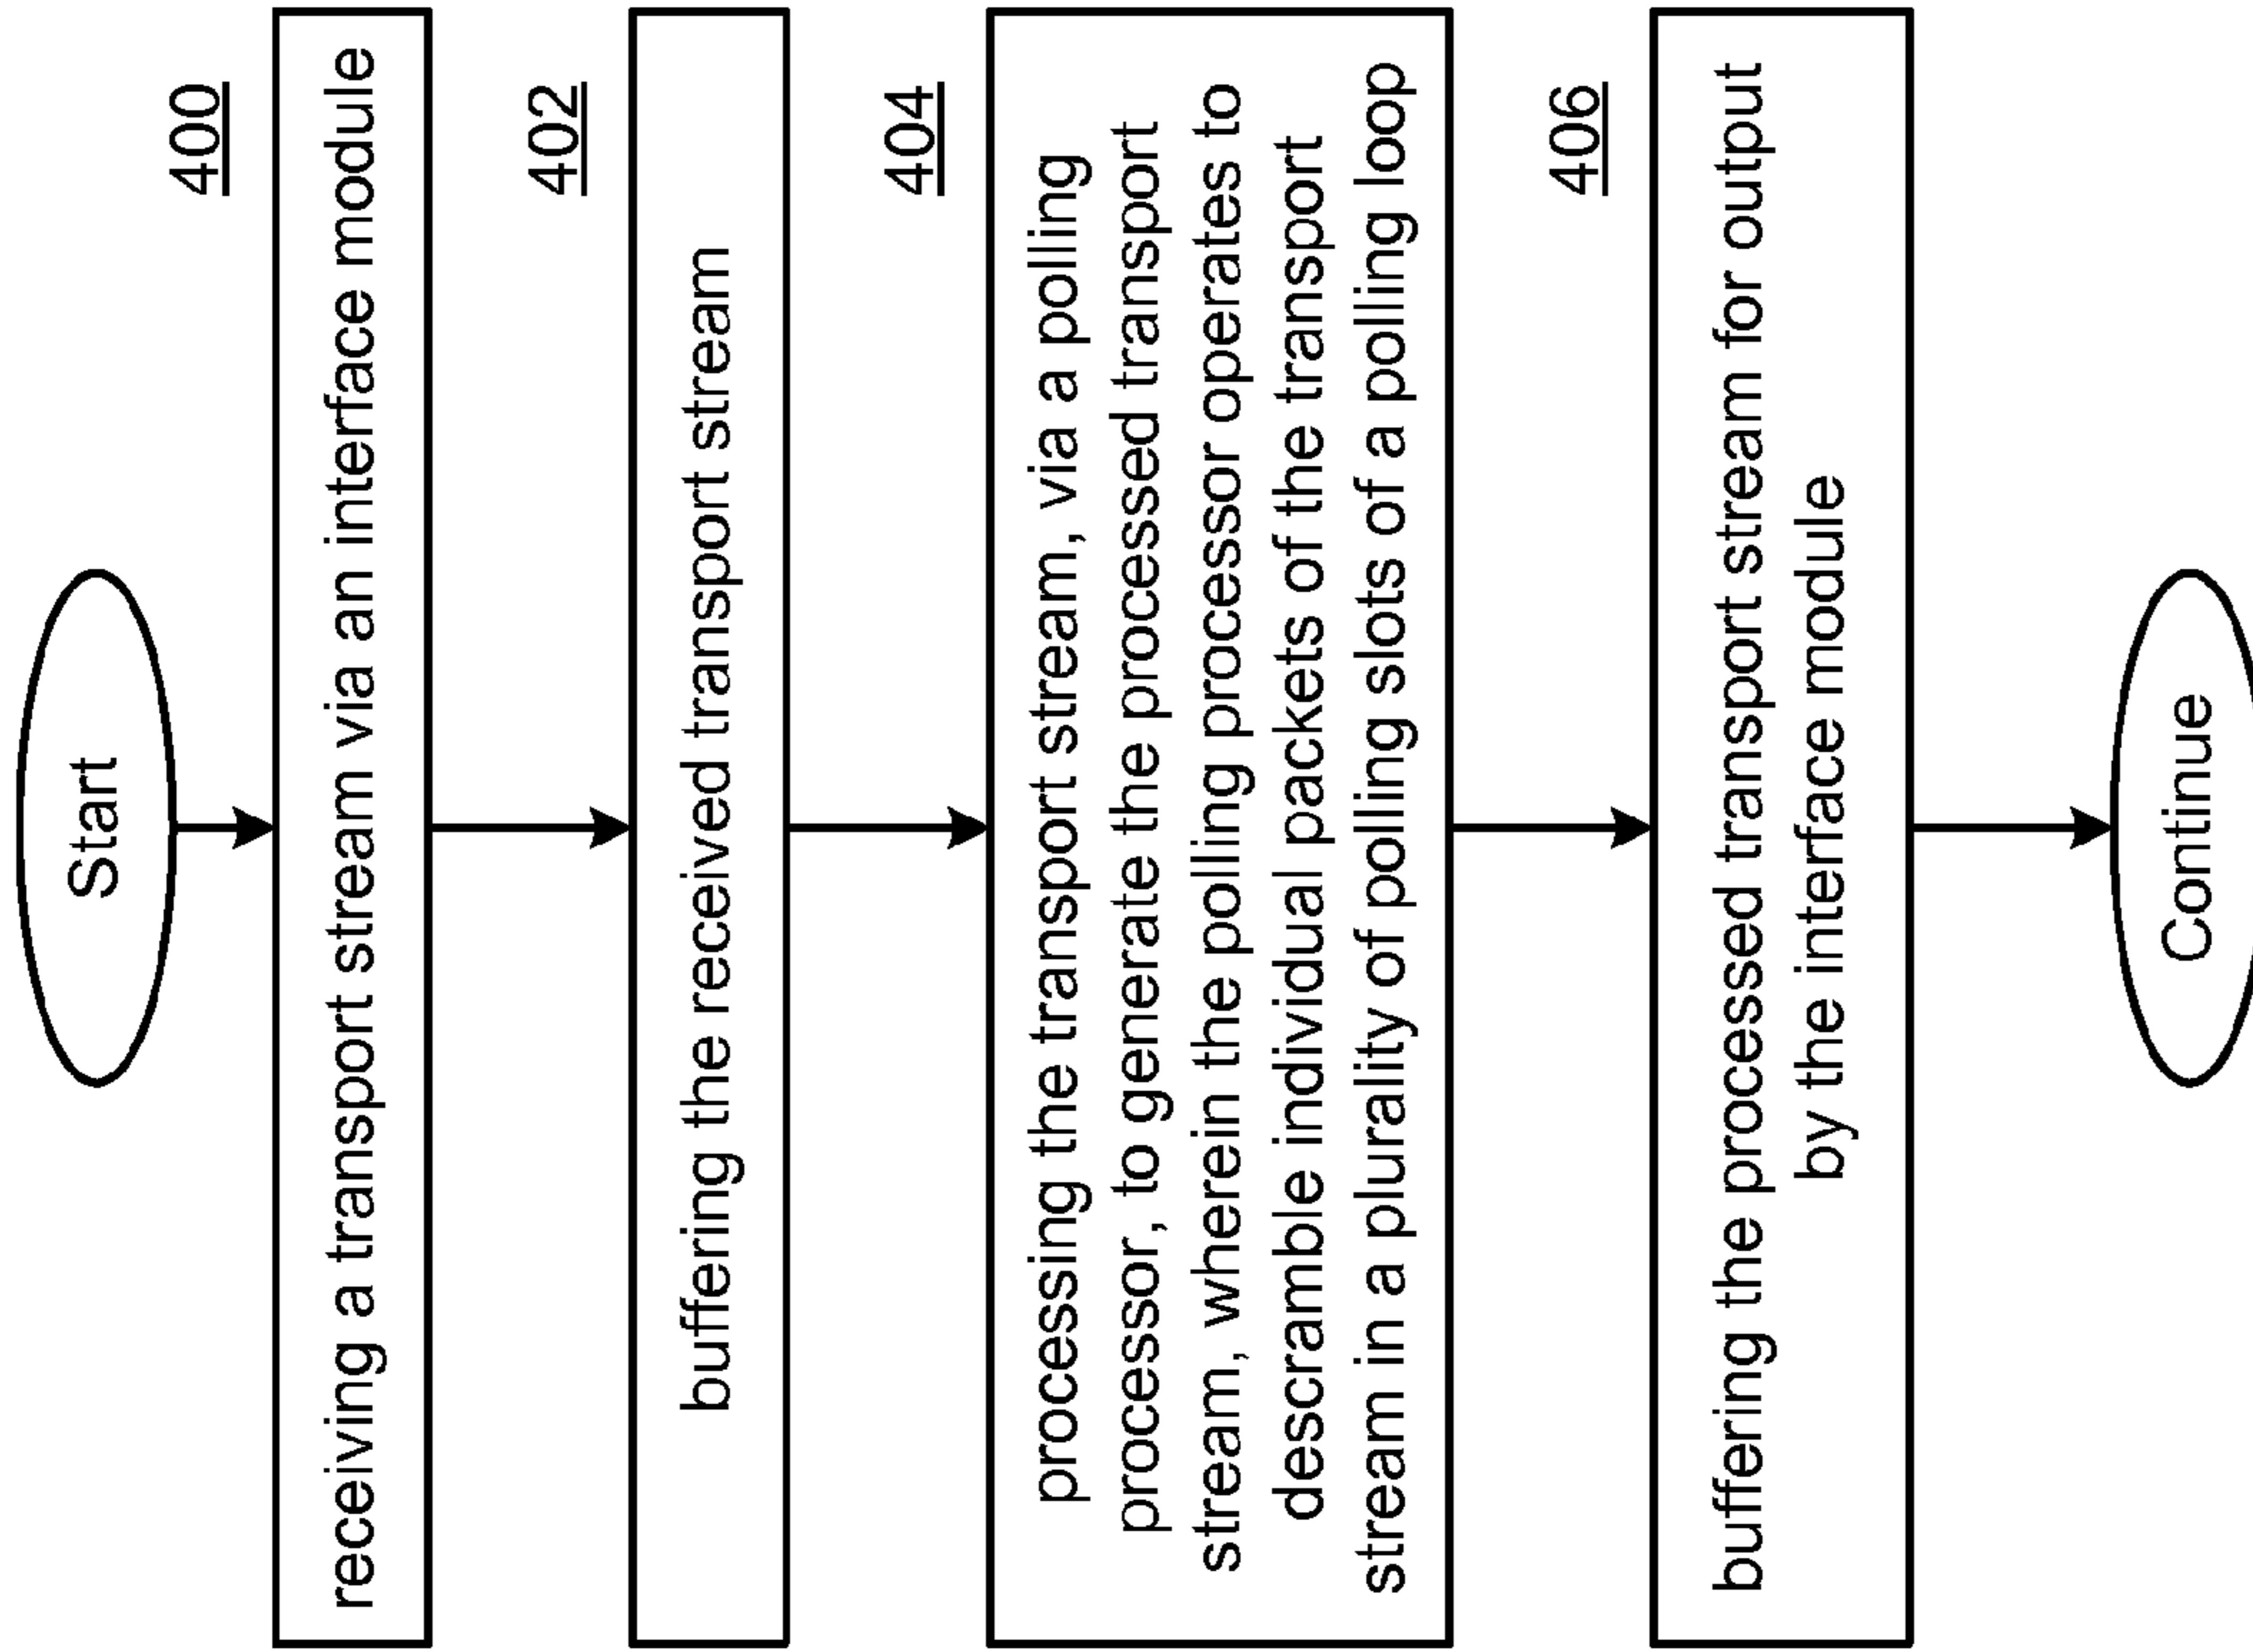 Start
400
receiving a transport stream via an interface module
402
buffering the received transport stream
404
processing the transport stream, via a polling
processor, to generate the processed transport
stream, wherein the polling processor operates to
descramble individual packets of the transport
stream in a plurality of polling slots of a polling loop
406
buffering the processed transport stream for output
by the interface module
Continue